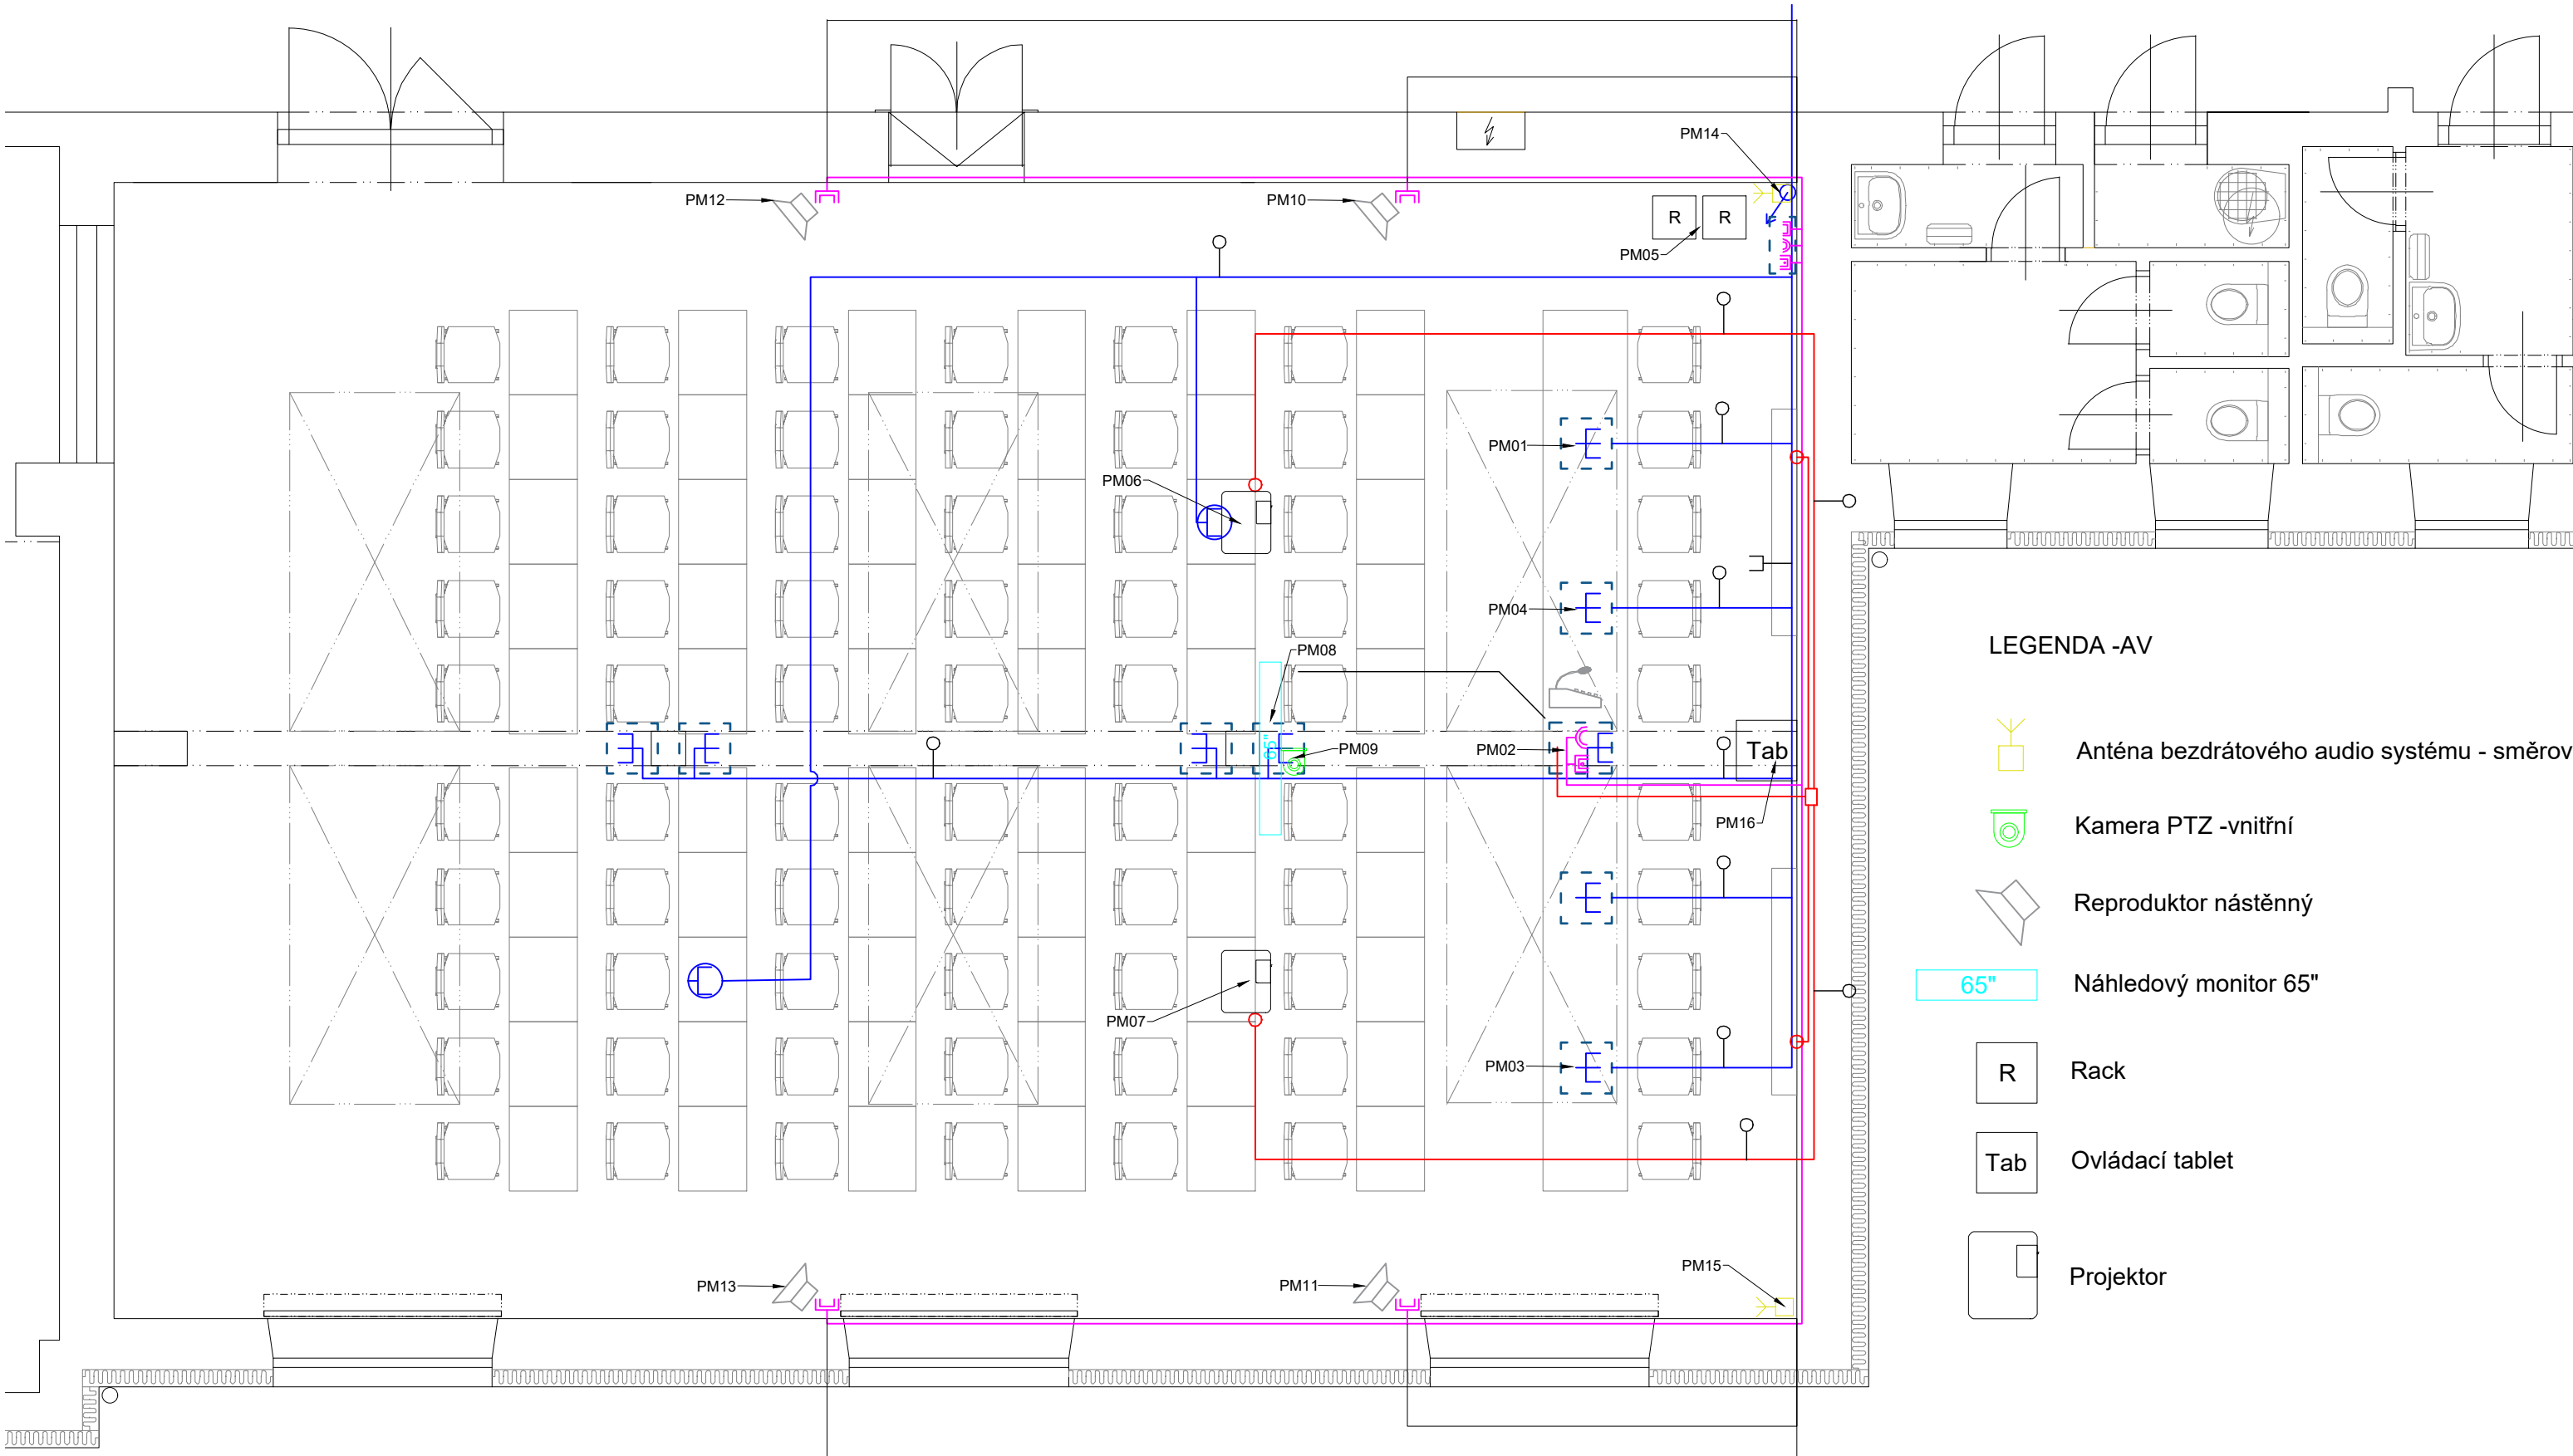 PM14
PM12
PM10
R
R
PM05
PM01
PM06
PM04
LEGENDA -AV
PM08
65"
PM09
PM02
Tab
Anténa bezdrátového audio systému - směrov
PM16
Kamera PTZ -vnitřní
Reproduktor nástěnný
65"
Náhledový monitor 65"
PM07
PM03
R
Rack
Tab
Ovládací tablet
PM15
PM13
PM11
Projektor